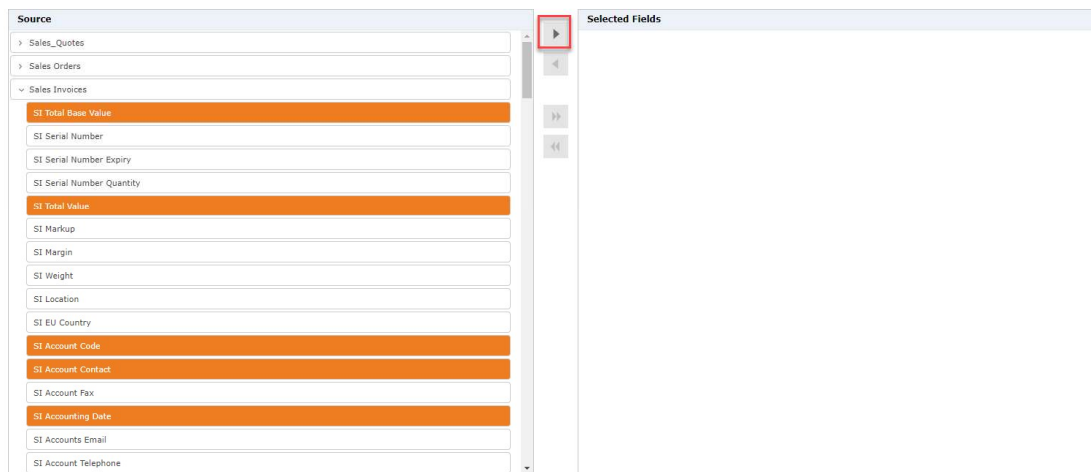 Source
Sales_Quotes
Sales Orders
Sales Invoices
SI Total Base Value
SI Serial Number
SI Serial Number Expiry
SI Serial Number Quantity
SI Total Value
SI Markup
SI Margin
SI Weight
SI Location
SI EU Country
SI Account Code
SI Account Contact
SI Account Fax
SI Accounting Date
SI Accounts Email
SI Account Telephone
Selected Fields